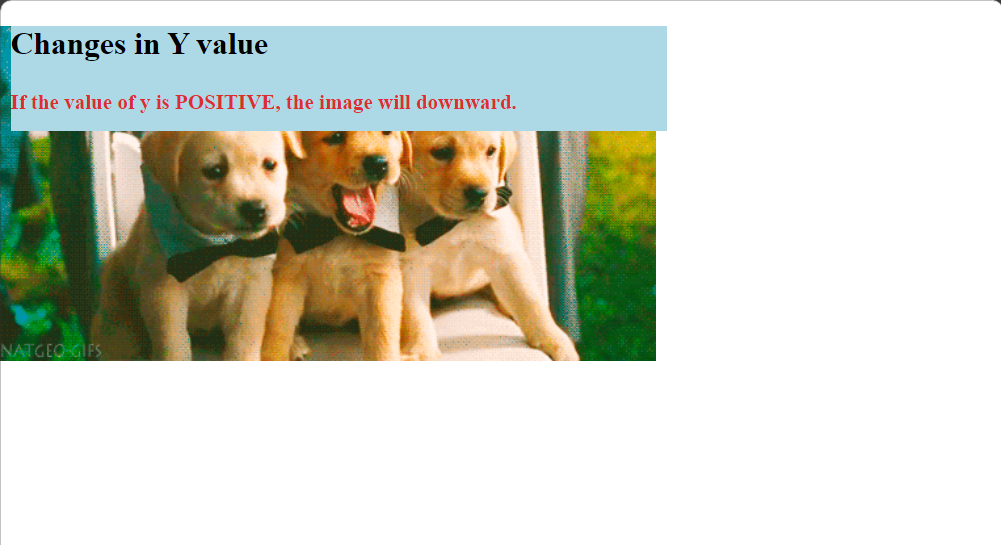 Changes in Y value
If the value of y is POSITIVE, the image will downward.
NATGEO GIFS